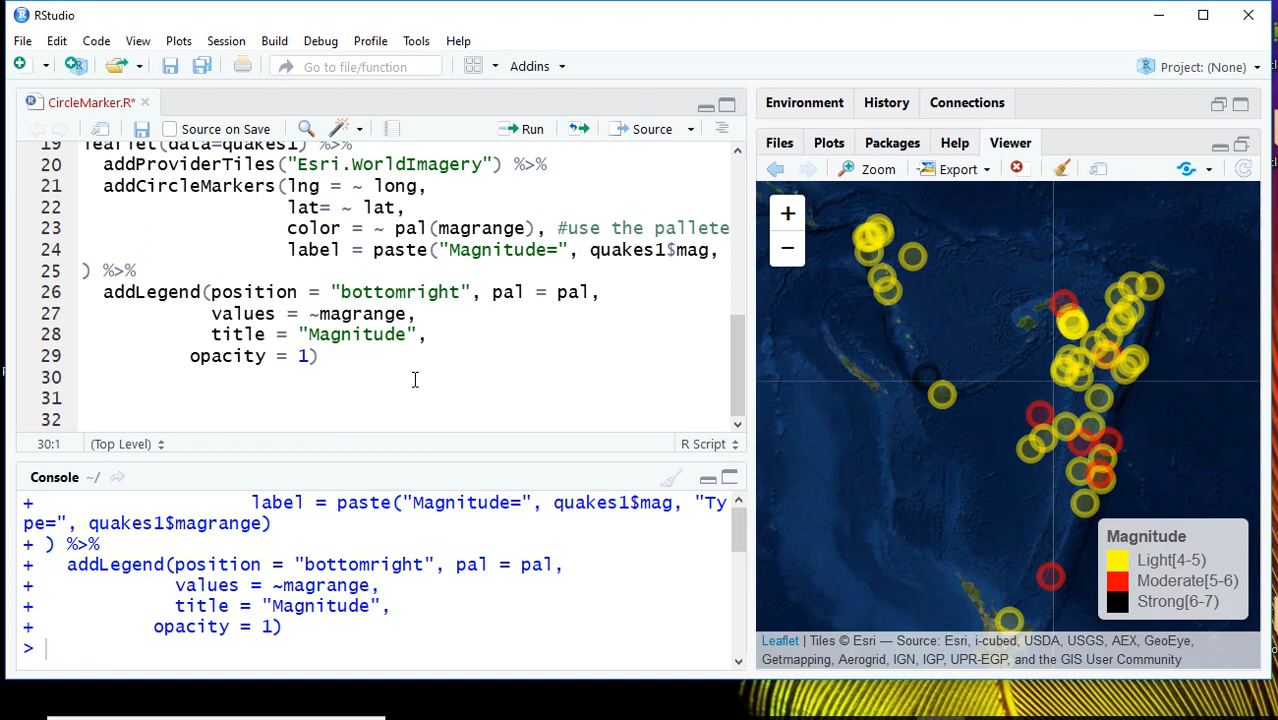 RStudio
File Edit Code View Plots Session Build Debug Profile Tools Help
Go to file/function Addins Project: (None)
CircleMarker.R*
Source on Save Run Source
19 leaflet(data=quakes1) %>%
20 addProviderTiles("Esri.WorldImagery") %>%
21 addCircleMarkers(lng = ~ long,
22 lat= ~ lat,
23 color = ~ pal(magrange), #use the pallete
24 label = paste("Magnitude=", quakes1$mag,
25 ) %>%
26 addLegend(position = "bottomright", pal = pal,
27 values = ~magrange,
28 title = "Magnitude",
29 opacity = 1)
30
31
32
30:1 (Top Level) R Script
Console ~/
+ label = paste("Magnitude=", quakes1$mag, "Ty
pe=", quakes1$magrange)
+ ) %>%
+ addLegend(position = "bottomright", pal = pal,
+ values = ~magrange,
+ title = "Magnitude",
+ opacity = 1)
>
Environment History Connections
Files Plots Packages Help Viewer
Zoom Export
+
−
Magnitude
Light[4-5)
Moderate[5-6)
Strong[6-7)
Leaflet | Tiles © Esri — Source: Esri, i-cubed, USDA, USGS, AEX, GeoEye,
Getmapping, Aerogrid, IGN, IGP, UPR-EGP, and the GIS User Community